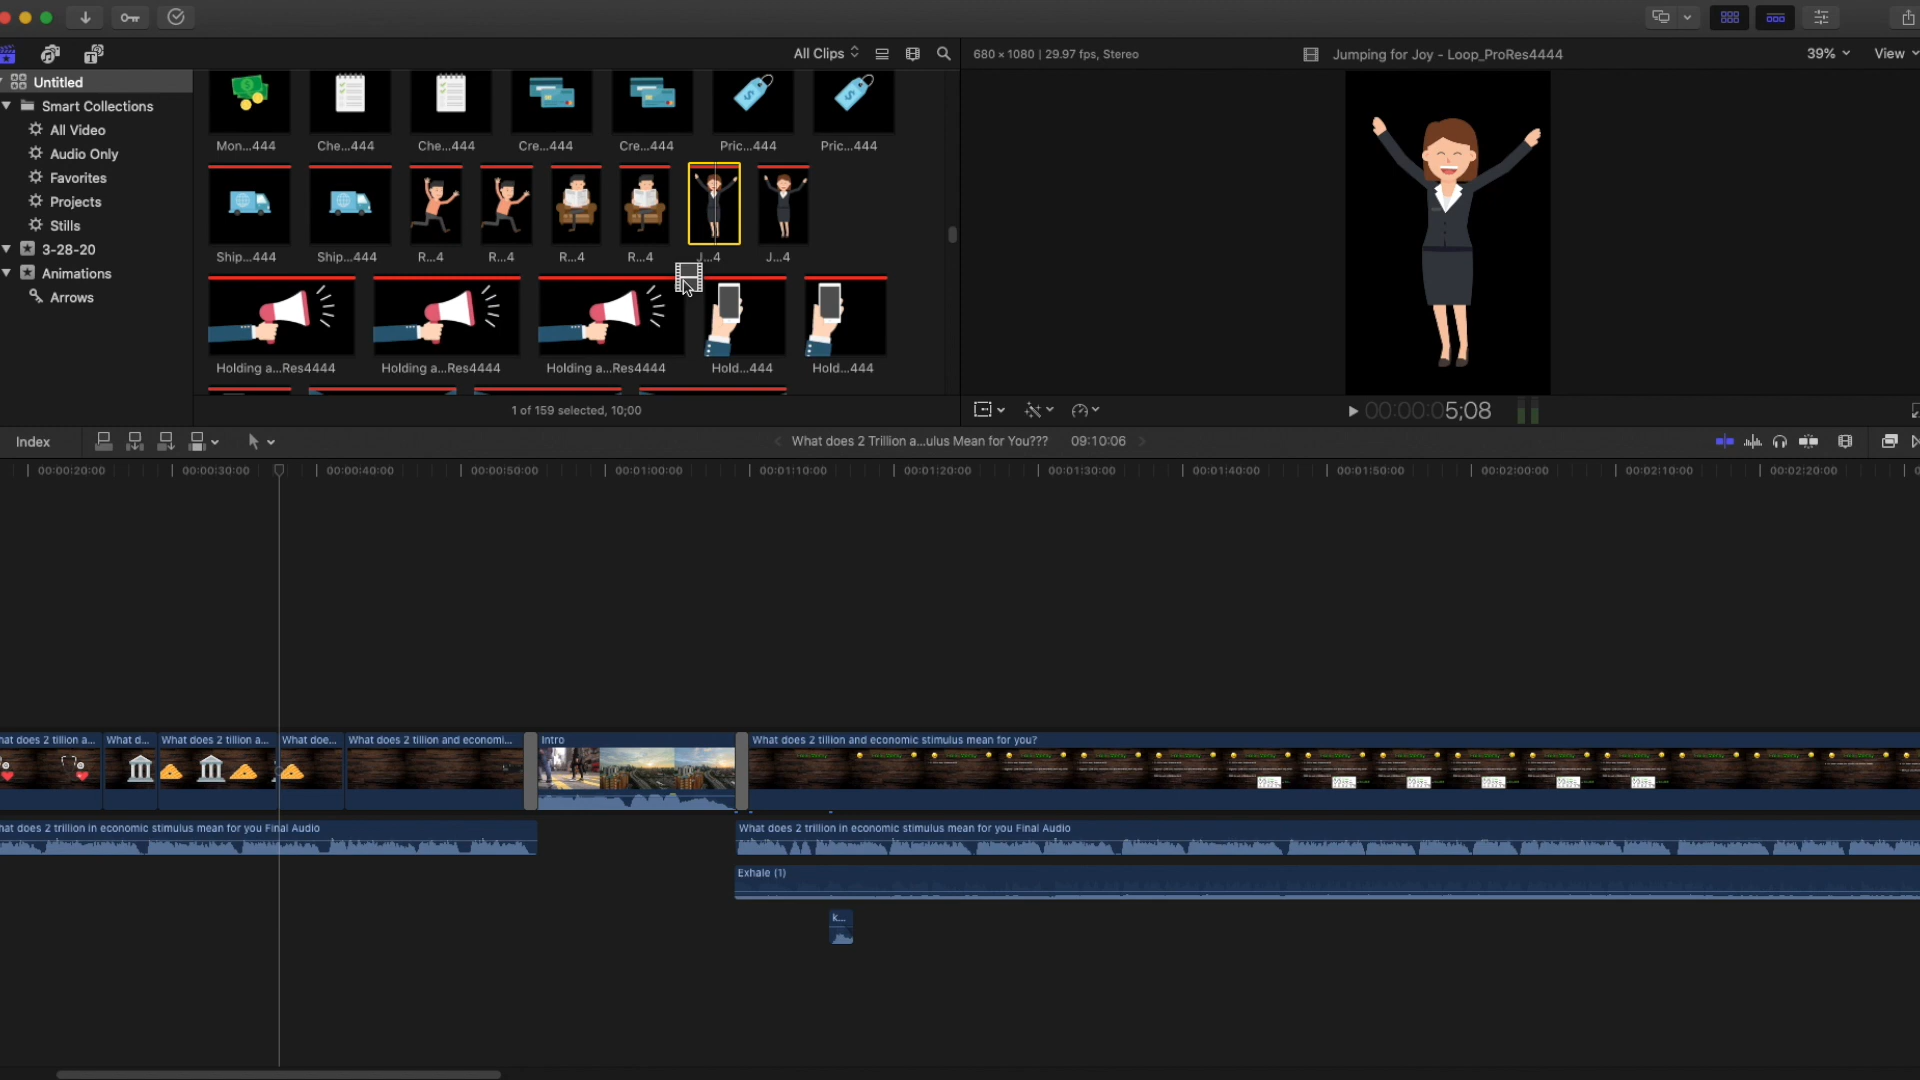 All Clips
680 × 1080 | 29.97 fps, Stereo
Jumping for Joy - Loop_ProRes4444
39%
View
Untitled
Smart Collections
All Video
Audio Only
Favorites
Projects
Stills
3-28-20
Animations
Arrows
Mon...444
Che...444
Che...444
Cre...444
Cre...444
Pric...444
Pric...444
Ship...444
Ship...444
R...4
R...4
R...4
R...4
J...4
J...4
Holding a...Res4444
Holding a...Res4444
Holding a...Res4444
Hold...444
Hold...444
1 of 159 selected, 10;00
00:00:05;08
Index
What does 2 Trillion a...ulus Mean for You???
09:10:06
00:00:20:00
00:00:30:00
00:00:40:00
00:00:50:00
00:01:00:00
00:01:10:00
00:01:20:00
00:01:30:00
00:01:40:00
00:01:50:00
00:02:00:00
00:02:10:00
00:02:20:00
hat does 2 tillion a...
What d...
What does 2 tillion a...
What doe...
What does 2 tillion and economi...
Intro
What does 2 tillion and economic stimulus mean for you?
hat does 2 trillion in economic stimulus mean for you Final Audio
What does 2 trillion in economic stimulus mean for you Final Audio
Exhale (1)
k...